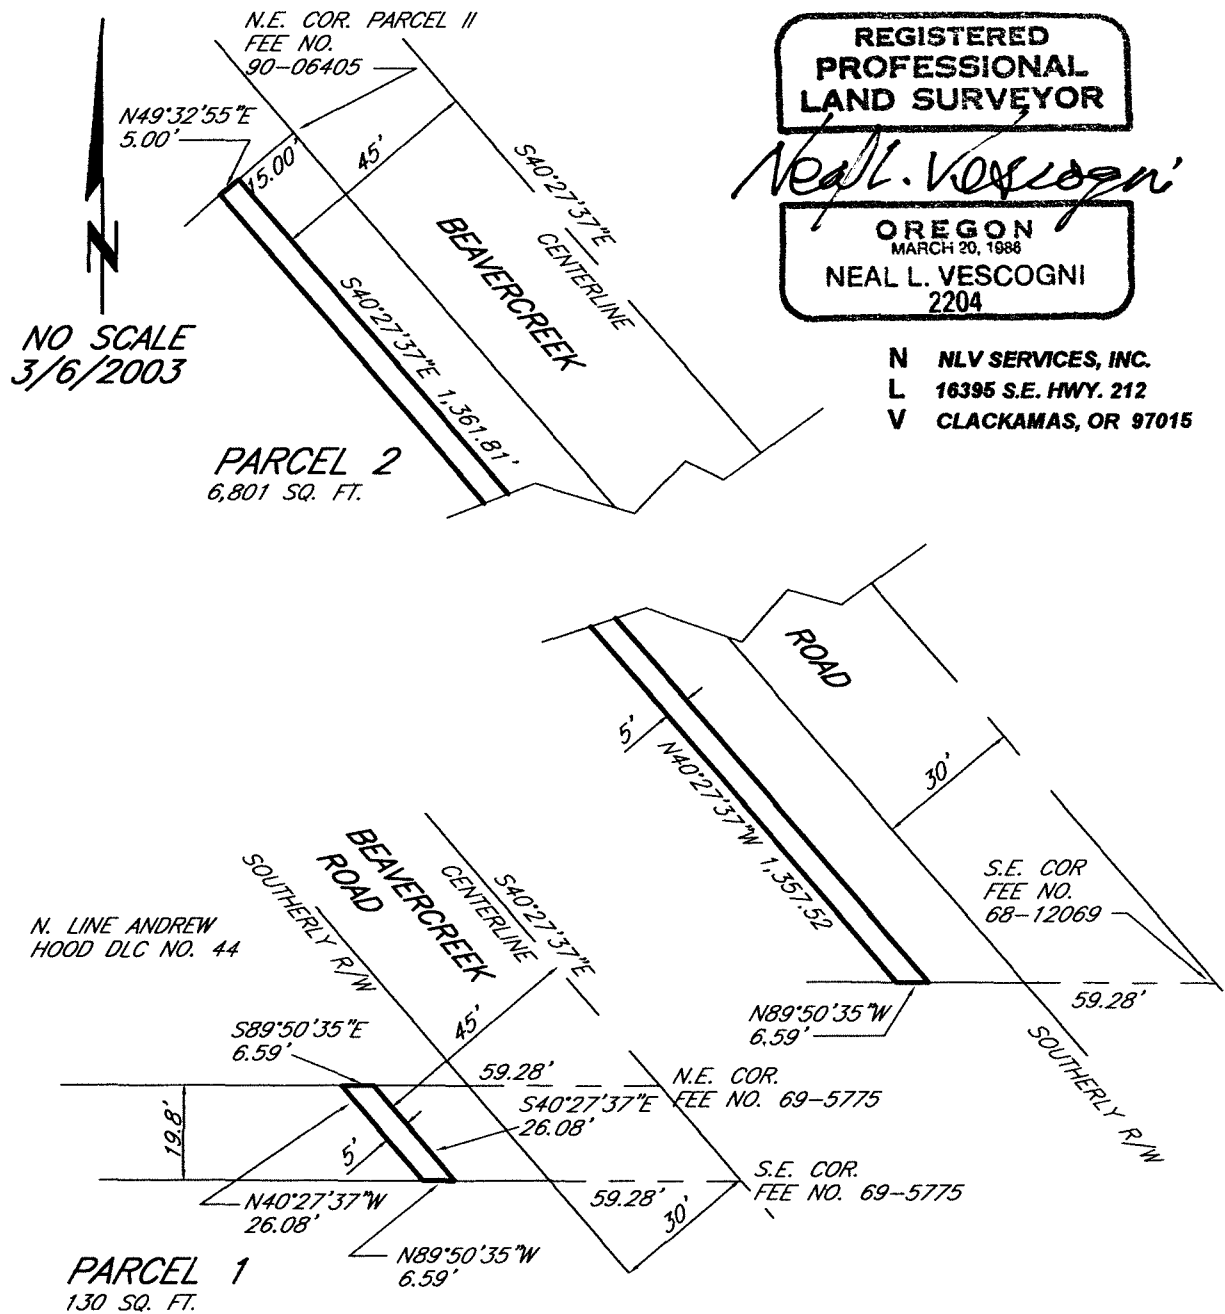 N.E. COR. PARCEL II
FEE NO.
90-06405
N49°32'55"E
5.00'
15.00'
45'
S40°27'37"E
CENTERLINE
BEAVERCREEK
S40°27'37"E 1,361.81'
N
NO SCALE
3/6/2003
PARCEL 2
6,801 SQ. FT.
REGISTERED
PROFESSIONAL
LAND SURVEYOR
Neal L. Vescogni
OREGON
MARCH 20, 1986
NEAL L. VESCOGNI
2204
N NLV SERVICES, INC.
L 16395 S.E. HWY. 212
V CLACKAMAS, OR 97015
ROAD
5'
N40°27'37"W 1,357.52
30'
S.E. COR
FEE NO.
68-12069
N89°50'35"W
6.59'
59.28'
SOUTHERLY R/W
N. LINE ANDREW
HOOD DLC NO. 44
SOUTHERLY R/W
BEAVERCREEK
ROAD
CENTERLINE
S40°27'37"E
45'
S89°50'35"E
6.59'
59.28'
N.E. COR.
FEE NO. 69-5775
S40°27'37"E
26.08'
19.8'
5'
S.E. COR.
FEE NO. 69-5775
59.28'
30'
N40°27'37"W
26.08'
N89°50'35"W
6.59'
PARCEL 1
130 SQ. FT.